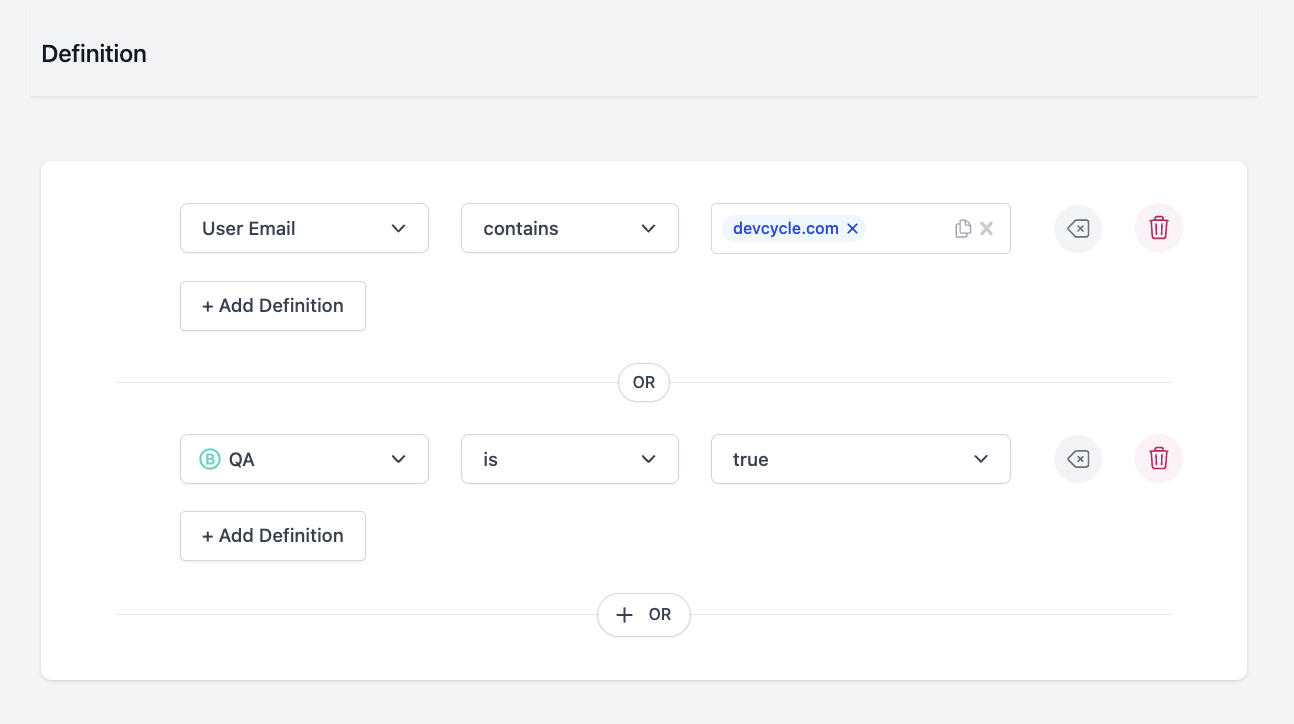 Definition
User Email contains devcycle.com
+ Add Definition
OR
B QA is true
+ Add Definition
+ OR